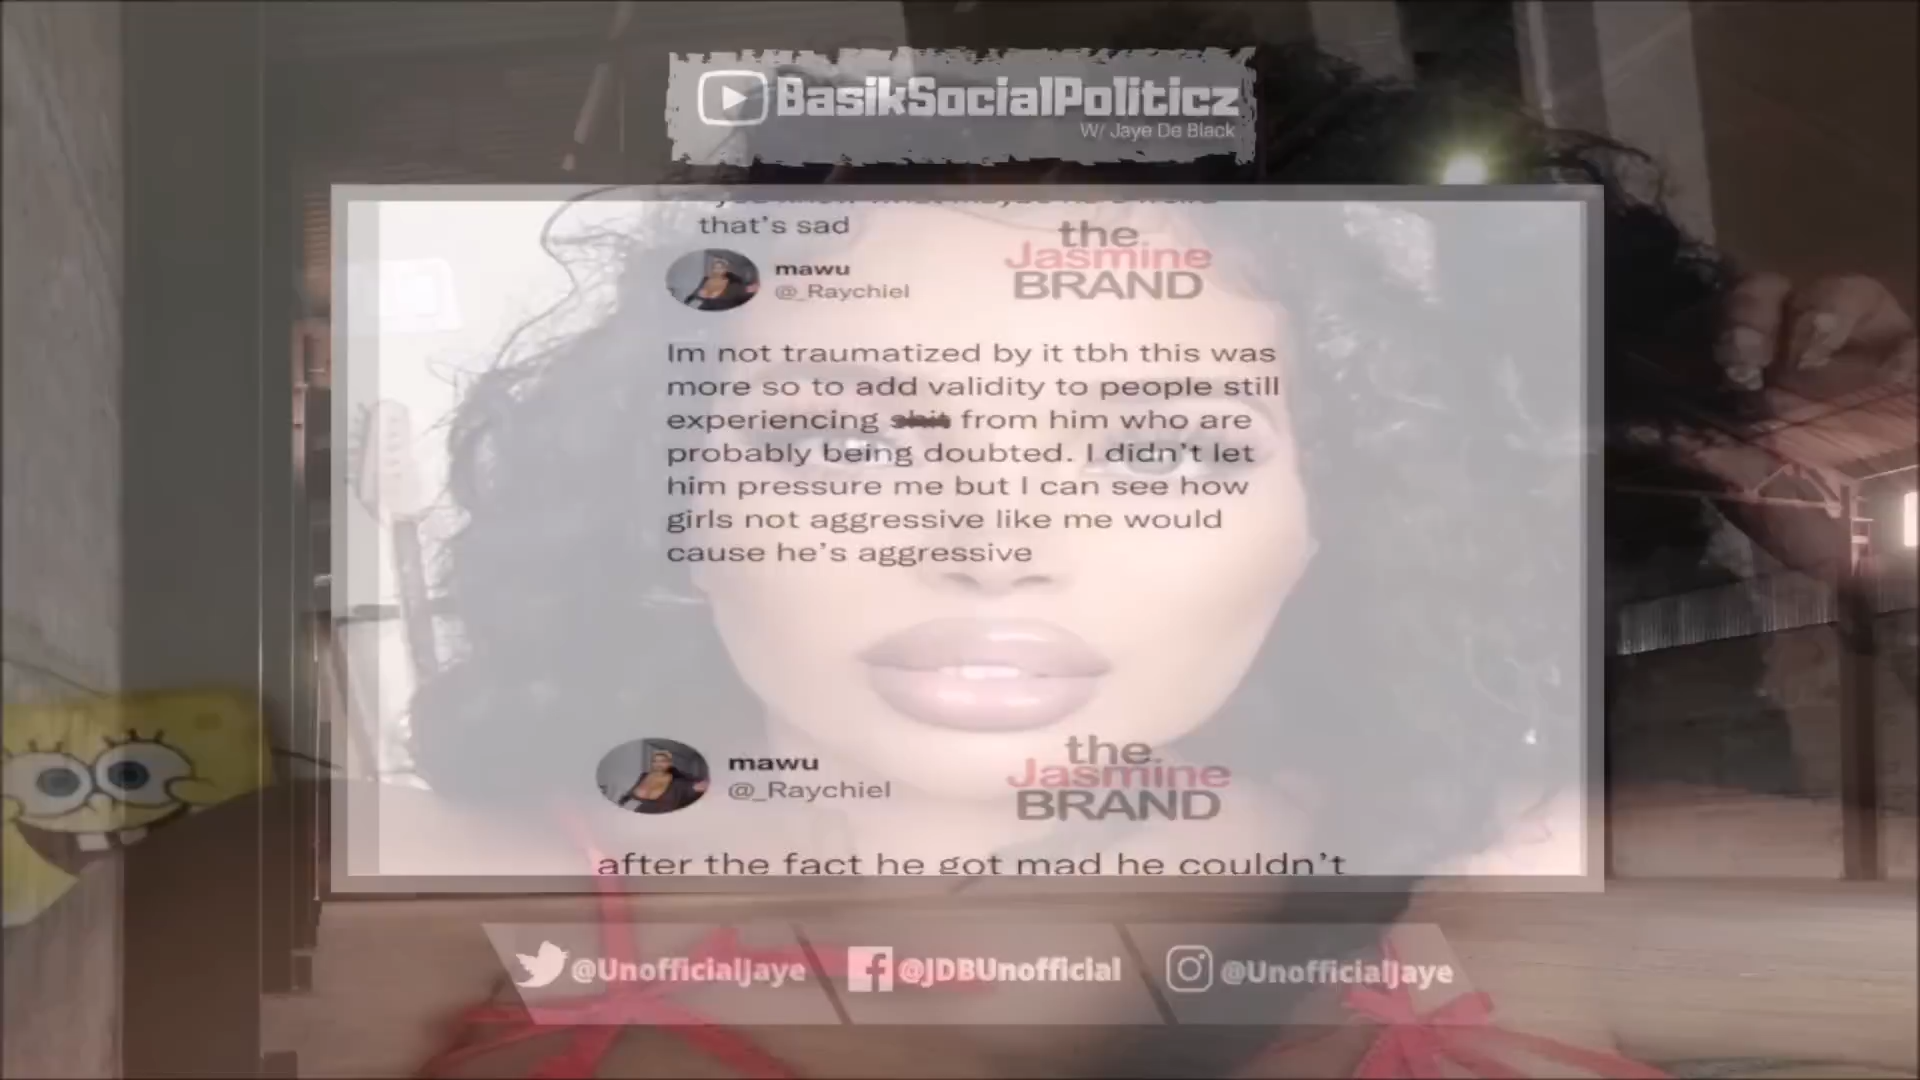 BasikSocialPoliticz
W/ Jaye De Black
that's sad
the
Jasmine
BRAND
mawu
@_Raychiel
Im not traumatized by it tbh this was
more so to add validity to people still
experiencing shit from him who are
probably being doubted. I didn't let
him pressure me but I can see how
girls not aggressive like me would
cause he's aggressive
the
Jasmine
BRAND
mawu
@_Raychiel
after the fact he got mad he couldn't
@UnofficialJaye
@JDBUnofficial
@UnofficialJaye